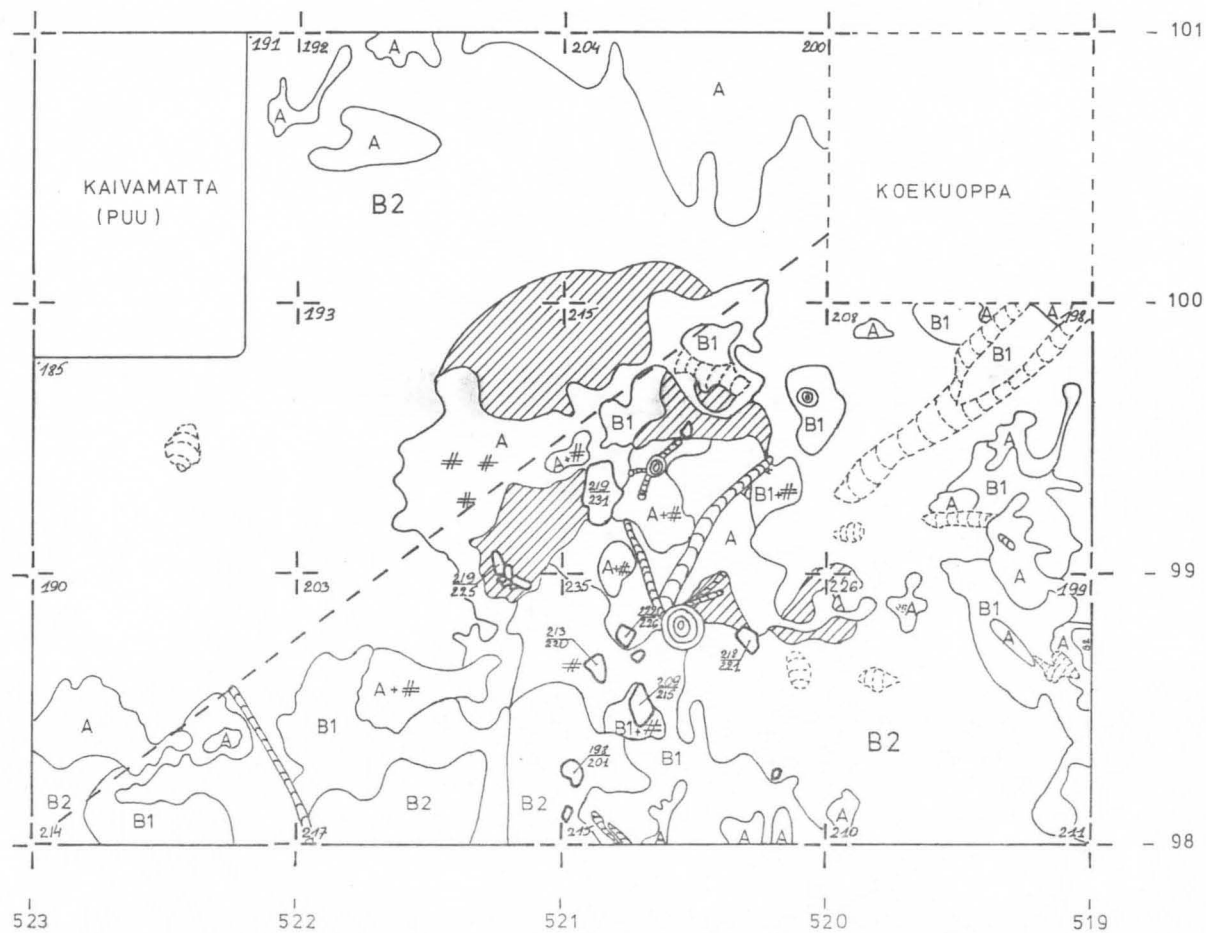 191 192 204 200 101
A
A
A
A
KAIVAMATTA
(PUU)
B2
KOEKUOPPA
193 215 208 198 100
A B1 A A
B1
B1
185
B1
B1
A
A
A+#
# #
#
219
231
A+#
B1+#
A
B1
A
A
190 203 219
225
235 A+# 226 199 99
A
A
B1
A
A
220
226
213
220
#
218
221
A+#
A
B1
209
215
B1+#
A
B1
B2
198
201
B2
B1
B2
B2
A
A
A
A
214 217 215 210 211 98
523 522 521 520 519